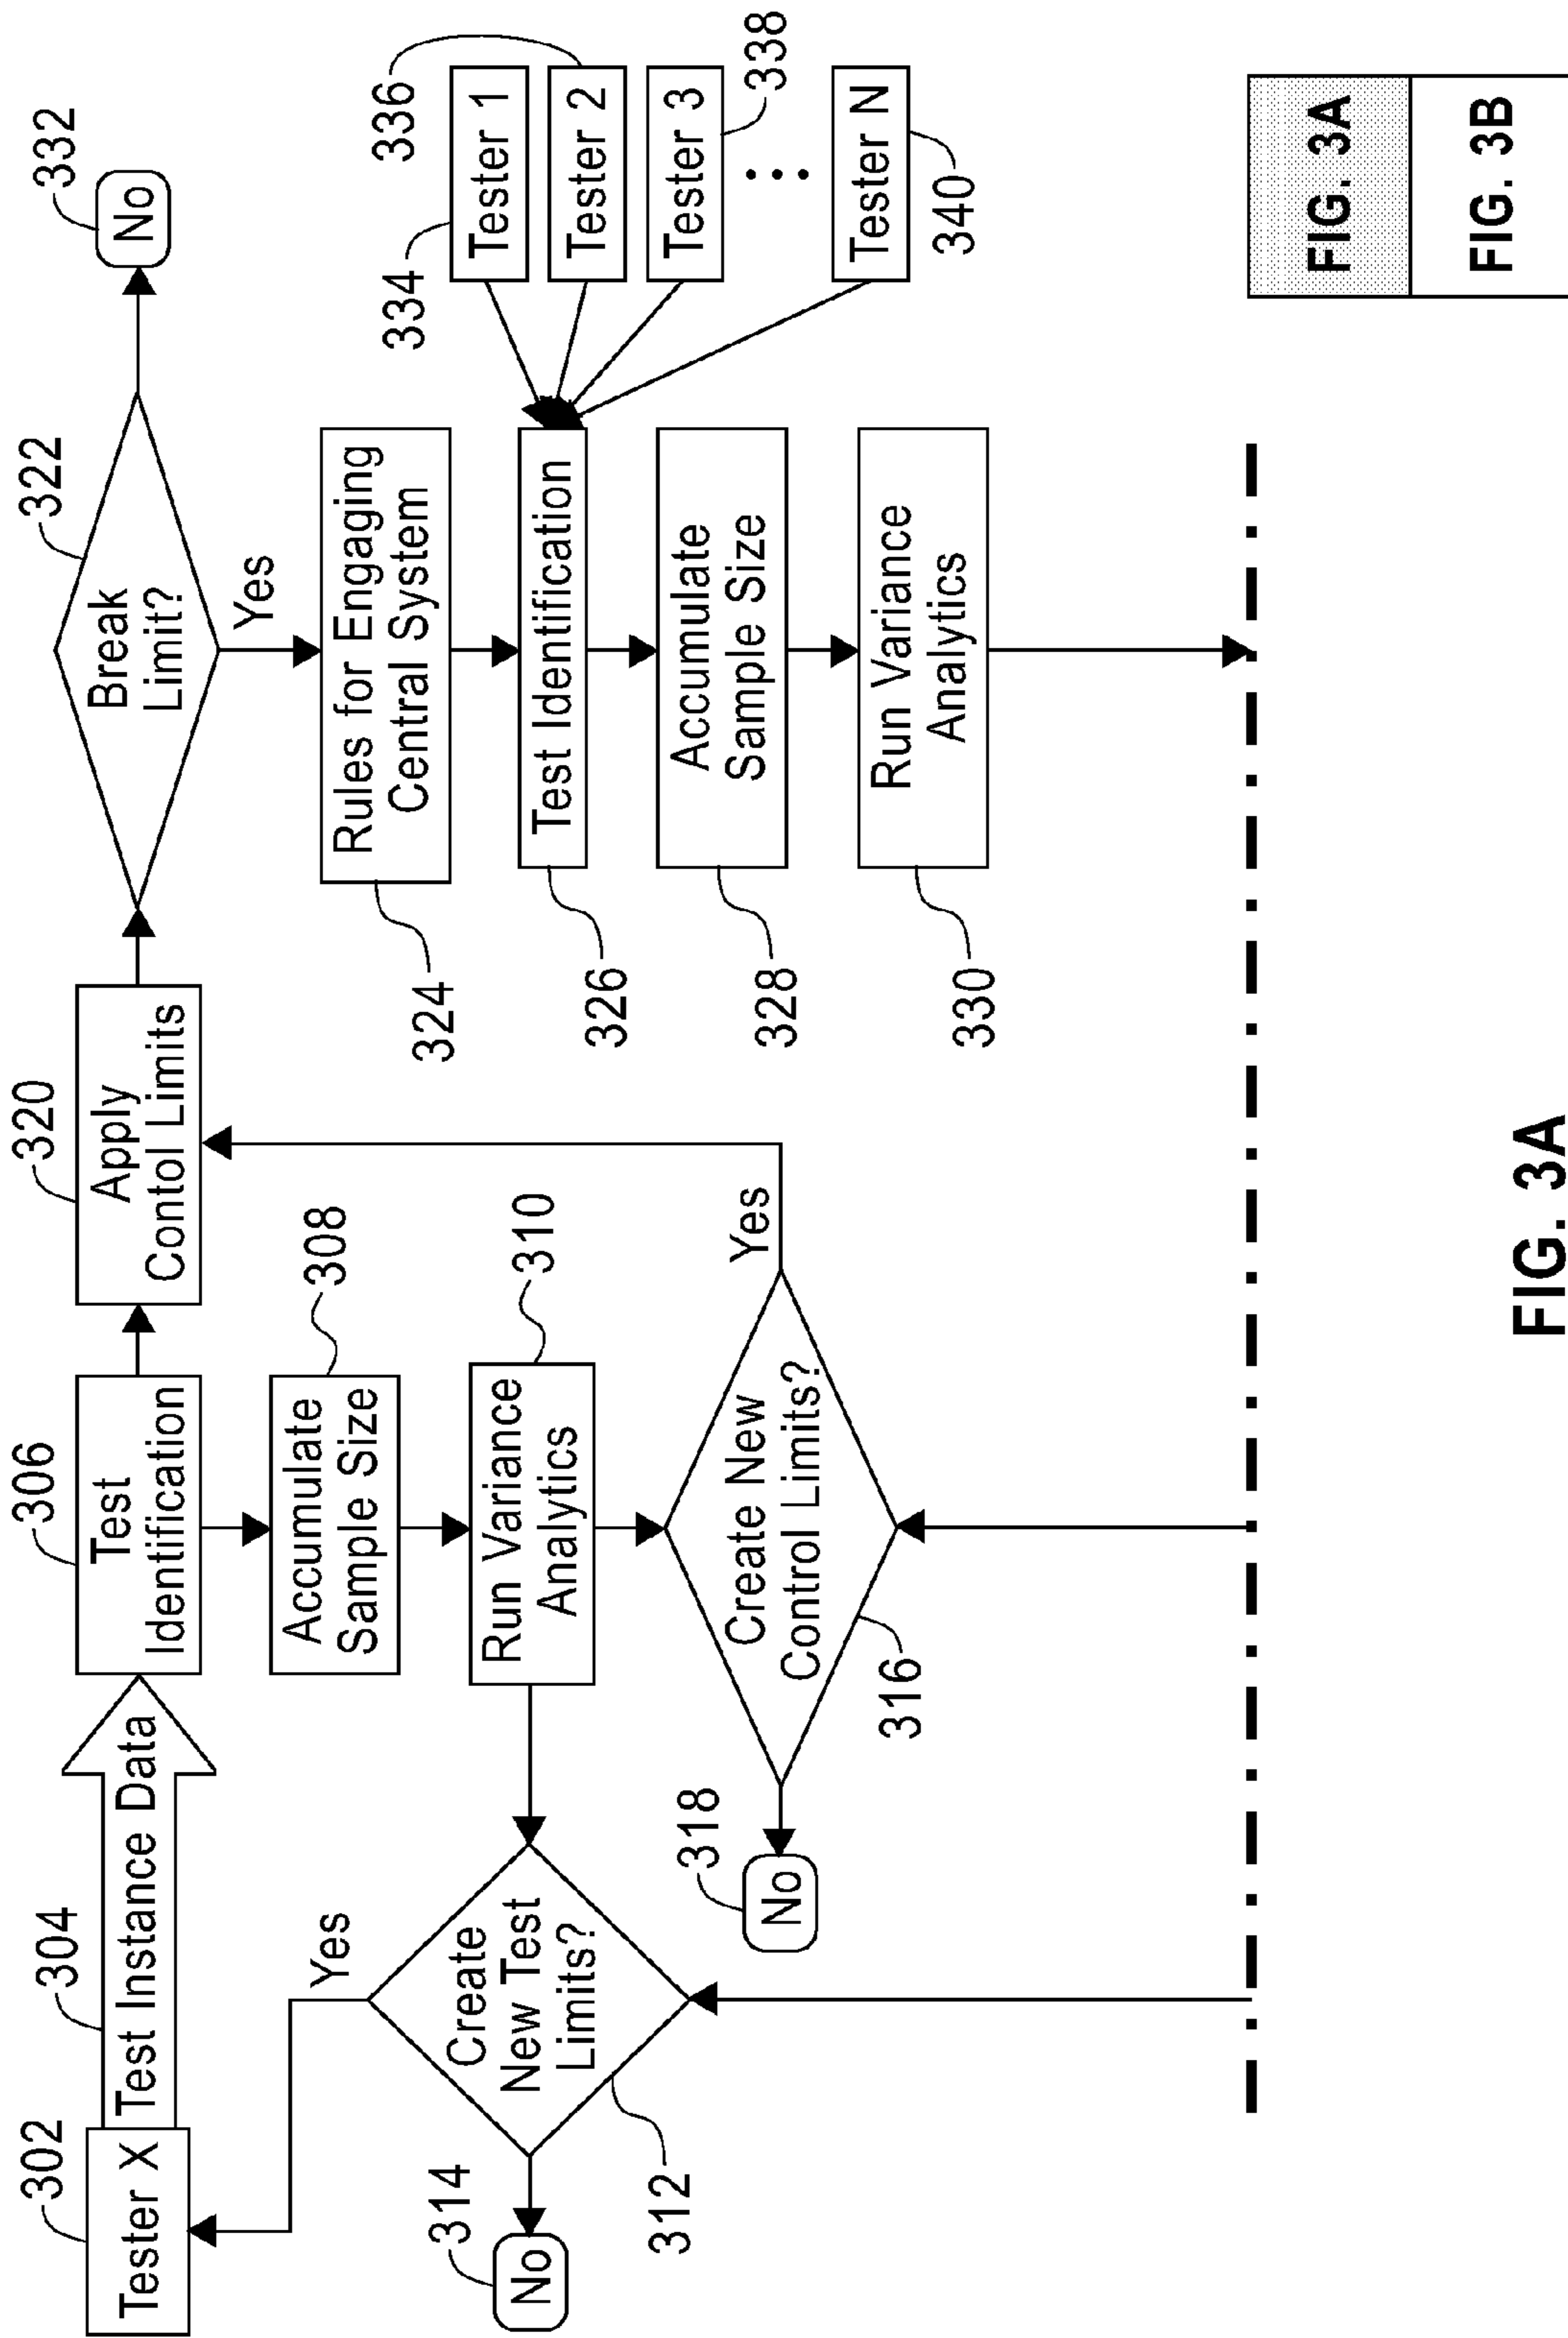 302
Tester X
304
Test Instance Data
306
Test
Identification
320
Apply
Contol Limits
322
Break
Limit?
332
No
Yes
308
Accumulate
Sample Size
310
Run Variance
Analytics
Yes
Create
New Test
Limits?
312
314
No
Create New
Control Limits?
316
318
No
Yes
324
Rules for Engaging
Central System
326
Test Identification
328
Accumulate
Sample Size
330
Run Variance
Analytics
334
Tester 1
336
Tester 2
Tester 3
338
Tester N
340
FIG. 3A
FIG. 3B
FIG. 3A